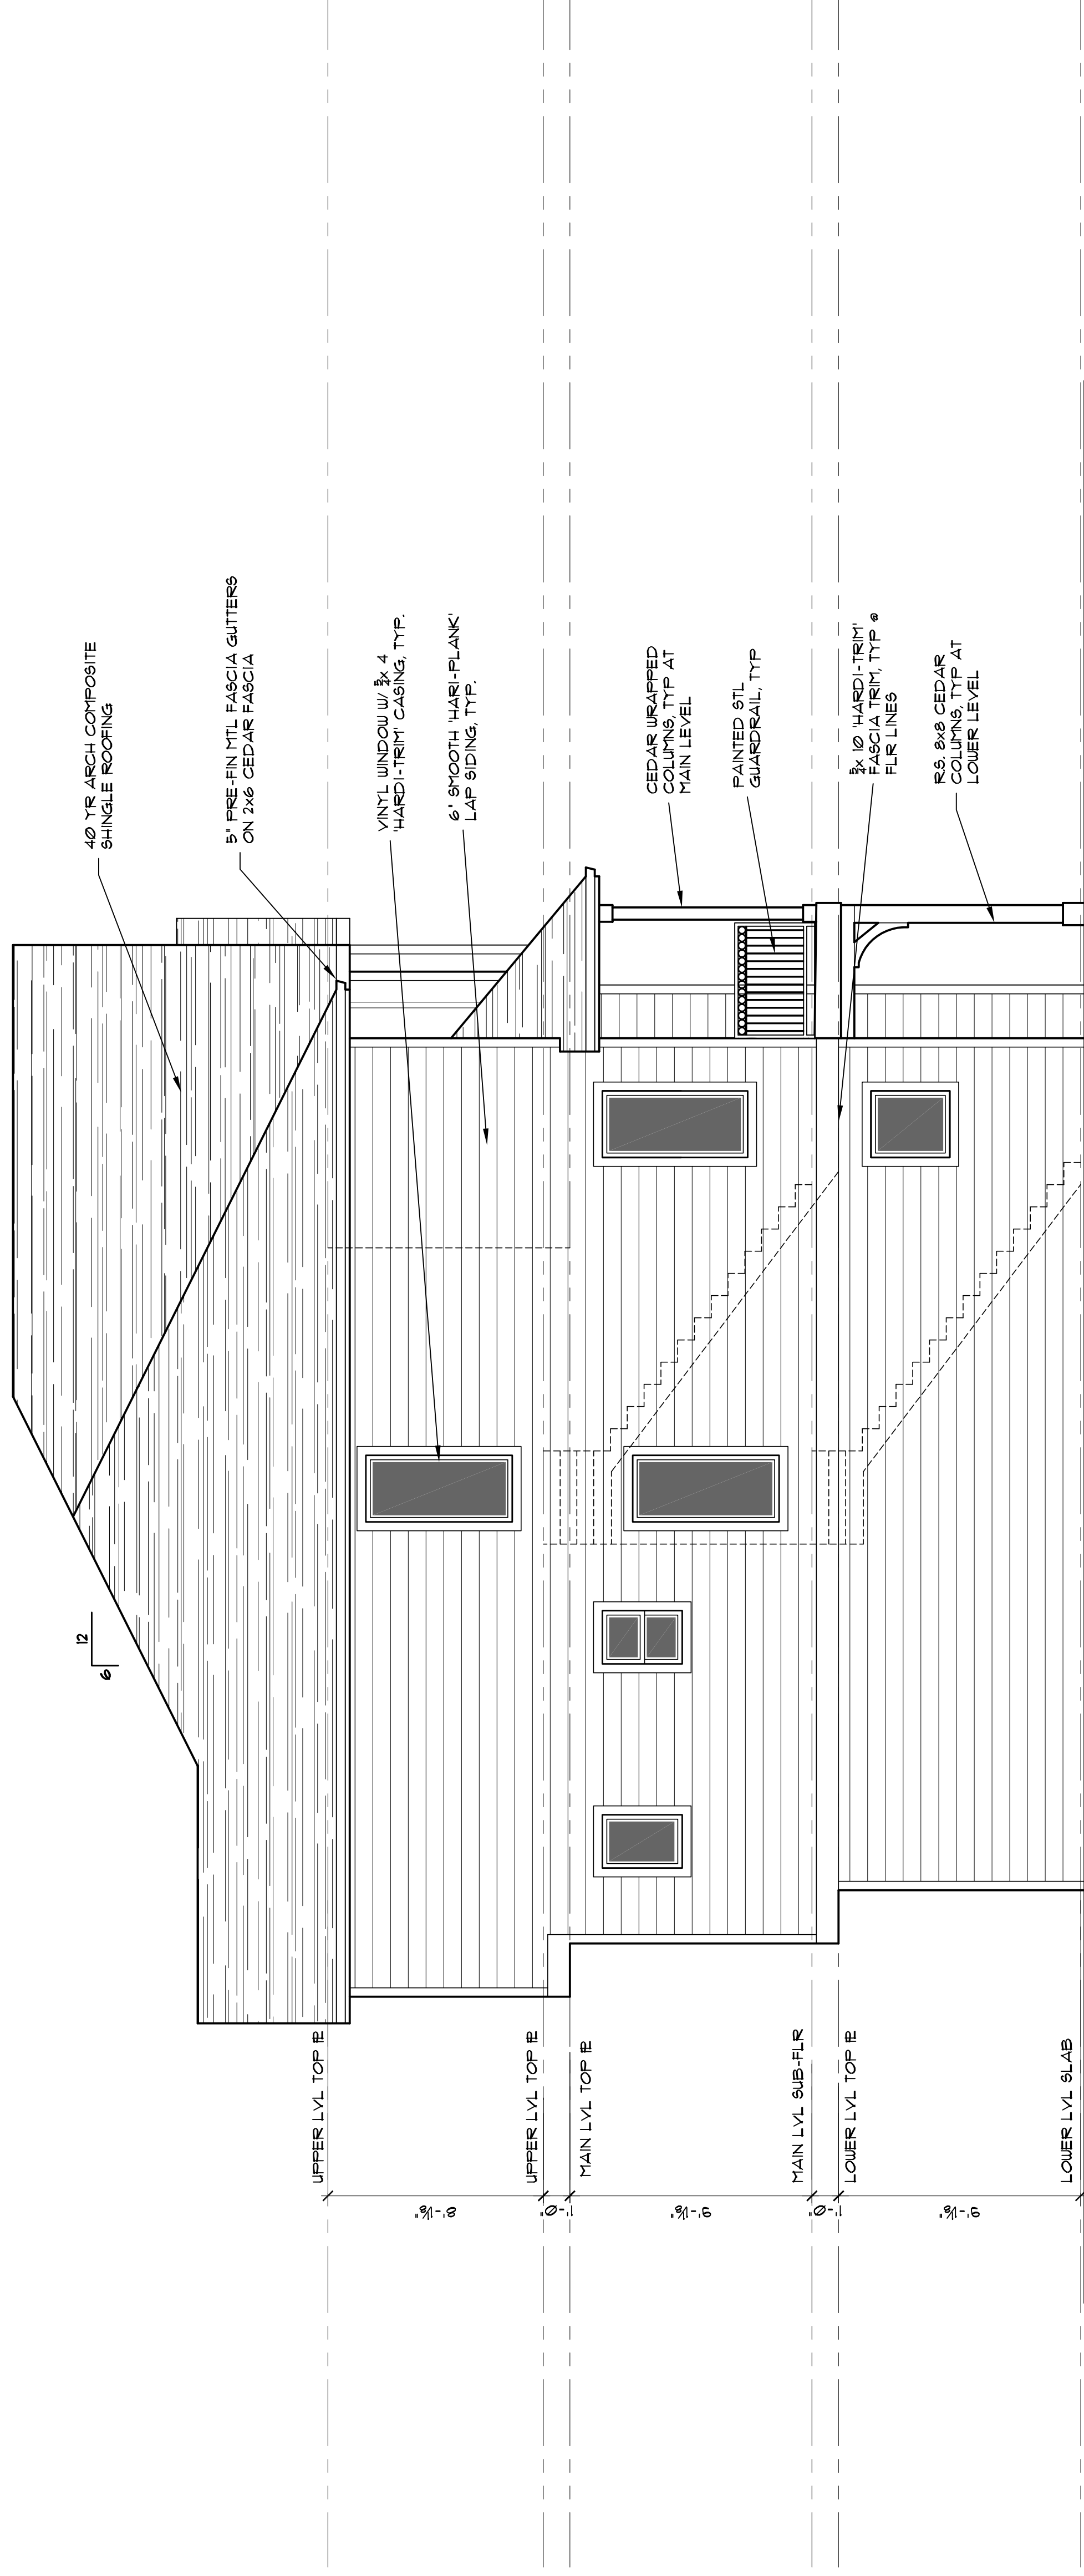 40 YR ARCH COMPOSITE
SHINGLE ROOFING
5" PRE-FIN MTL FASCIA GUTTERS
ON 2x6 CEDAR FASCIA
VINYL WINDOW W/ 5/4x 4
'HARDI-TRIM' CASING, TYP.
6" SMOOTH 'HARI-PLANK'
LAP SIDING, TYP.
CEDAR WRAPPED
COLUMNS, TYP AT
MAIN LEVEL
PAINTED STL
GUARDRAIL, TYP
5/4x 10 'HARDI-TRIM'
FASCIA TRIM, TYP @
FLR LINES
R.S. 8x8 CEDAR
COLUMNS, TYP AT
LOWER LEVEL
12
6
UPPER LVL TOP PL
8'-1⅛"
UPPER LVL TOP PL
1'-0"
MAIN LVL TOP PL
9'-1⅛"
MAIN LVL SUB-FLR
1'-0"
LOWER LVL TOP PL
9'-1⅛"
LOWER LVL SLAB